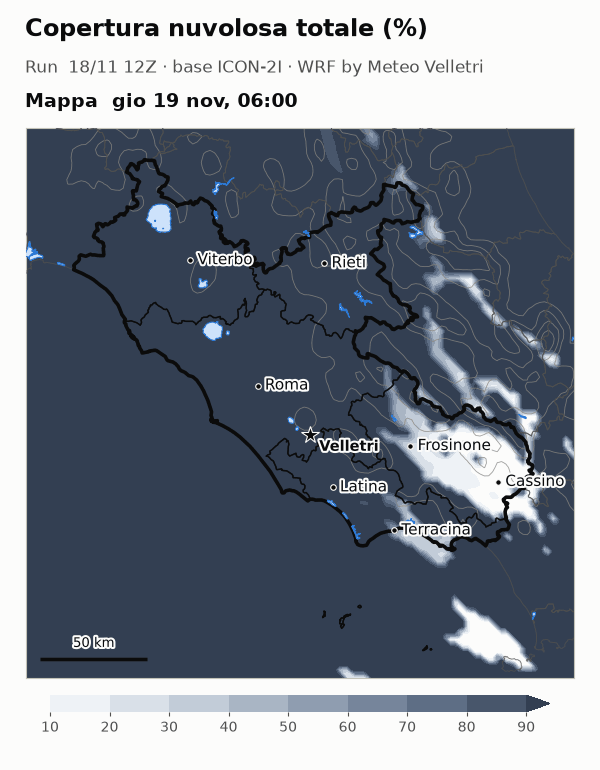 Copertura nuvolosa totale (%)
Run  18/11 12Z · base ICON-2I · WRF by Meteo Velletri
Mappa  gio 19 nov, 06:00
Viterbo
Rieti
Roma
Velletri
Frosinone
Cassino
Latina
Terracina
50 km
10 20 30 40 50 60 70 80 90